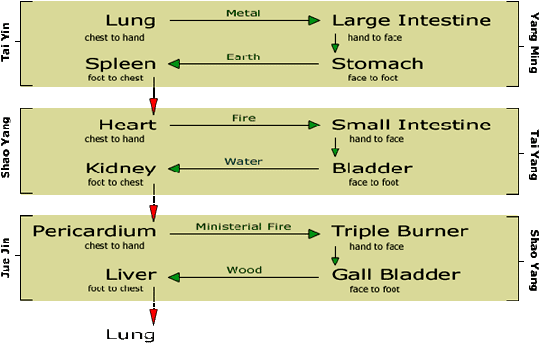 Tai Yin
Lung
Metal
Large Intestine
chest to hand
hand to face
Spleen
Earth
Stomach
foot to chest
face to foot
Yang Ming
Shao Yang
Heart
Fire
Small Intestine
chest to hand
hand to face
Kidney
Water
Bladder
foot to chest
face to foot
Tai Yang
Jue Jin
Pericardium
Ministerial Fire
Triple Burner
chest to hand
hand to face
Liver
Wood
Gall Bladder
foot to chest
face to foot
Shao Yang
Lung